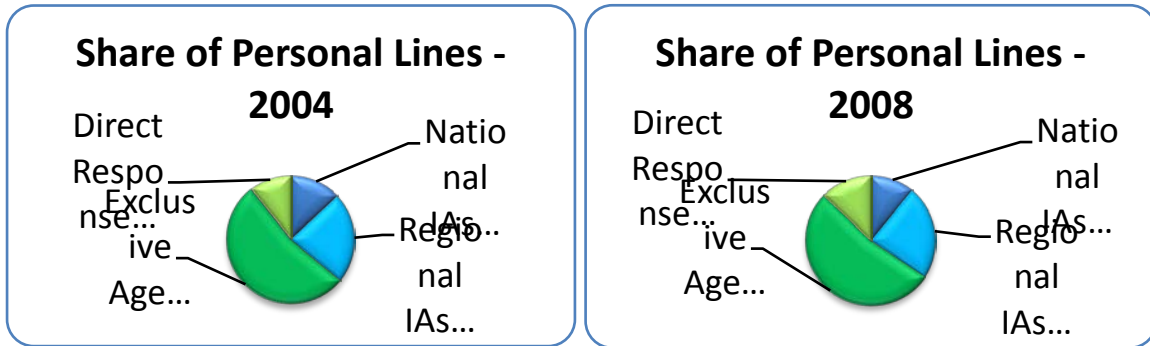 Share of Personal Lines -
2004
Direct
Respo
nse...
Exclus
ive
Age...
Natio
nal
IAs...
Regio
nal
IAs...
Share of Personal Lines -
2008
Direct
Respo
nse...
Exclus
ive
Age...
Natio
nal
IAs...
Regio
nal
IAs...